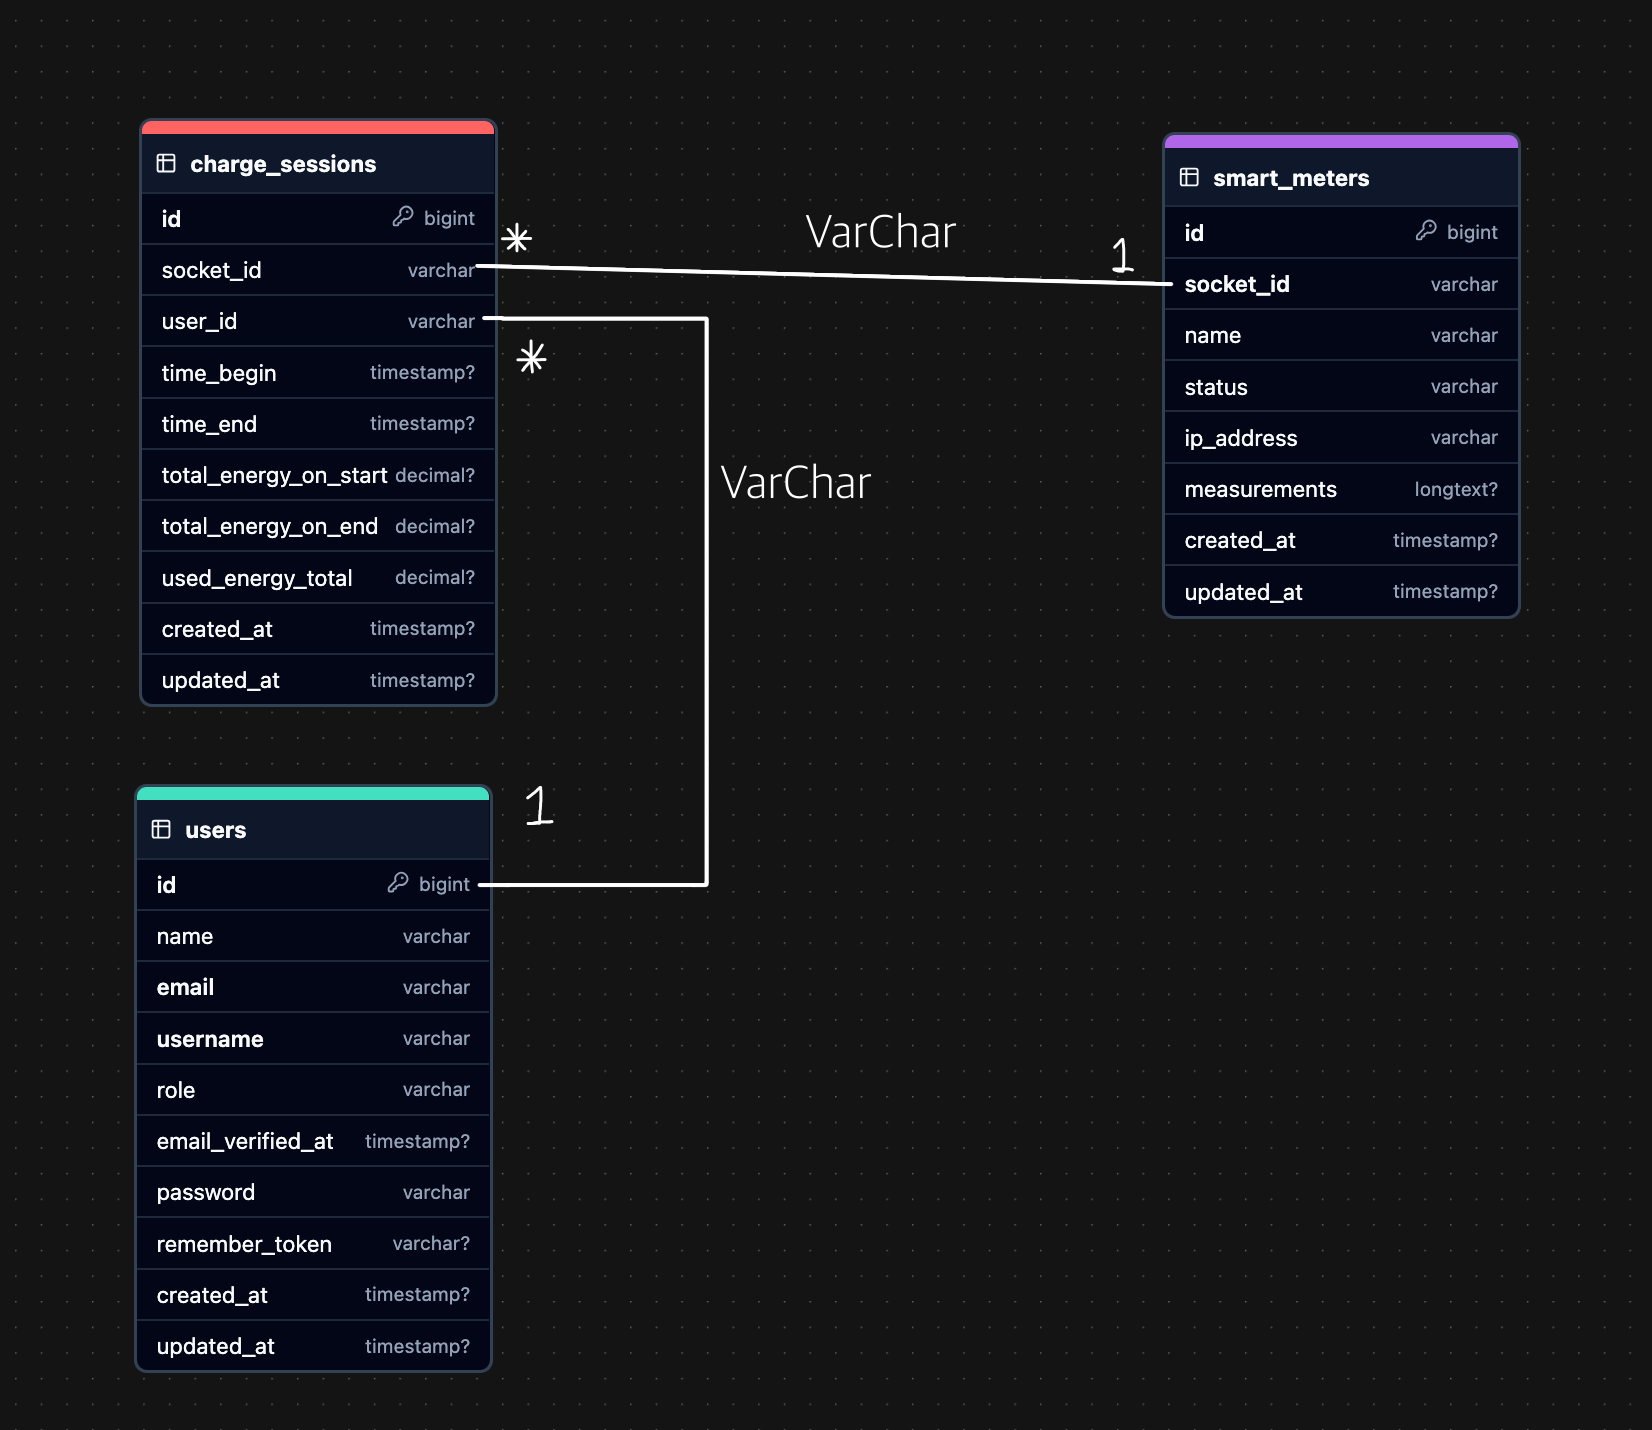 charge_sessions
id bigint
socket_id varchar
user_id varchar
time_begin timestamp?
time_end timestamp?
total_energy_on_start decimal?
total_energy_on_end decimal?
used_energy_total decimal?
created_at timestamp?
updated_at timestamp?
*
VarChar
1
*
VarChar
smart_meters
id bigint
socket_id varchar
name varchar
status varchar
ip_address varchar
measurements longtext?
created_at timestamp?
updated_at timestamp?
users
1
id bigint
name varchar
email varchar
username varchar
role varchar
email_verified_at timestamp?
password varchar
remember_token varchar?
created_at timestamp?
updated_at timestamp?